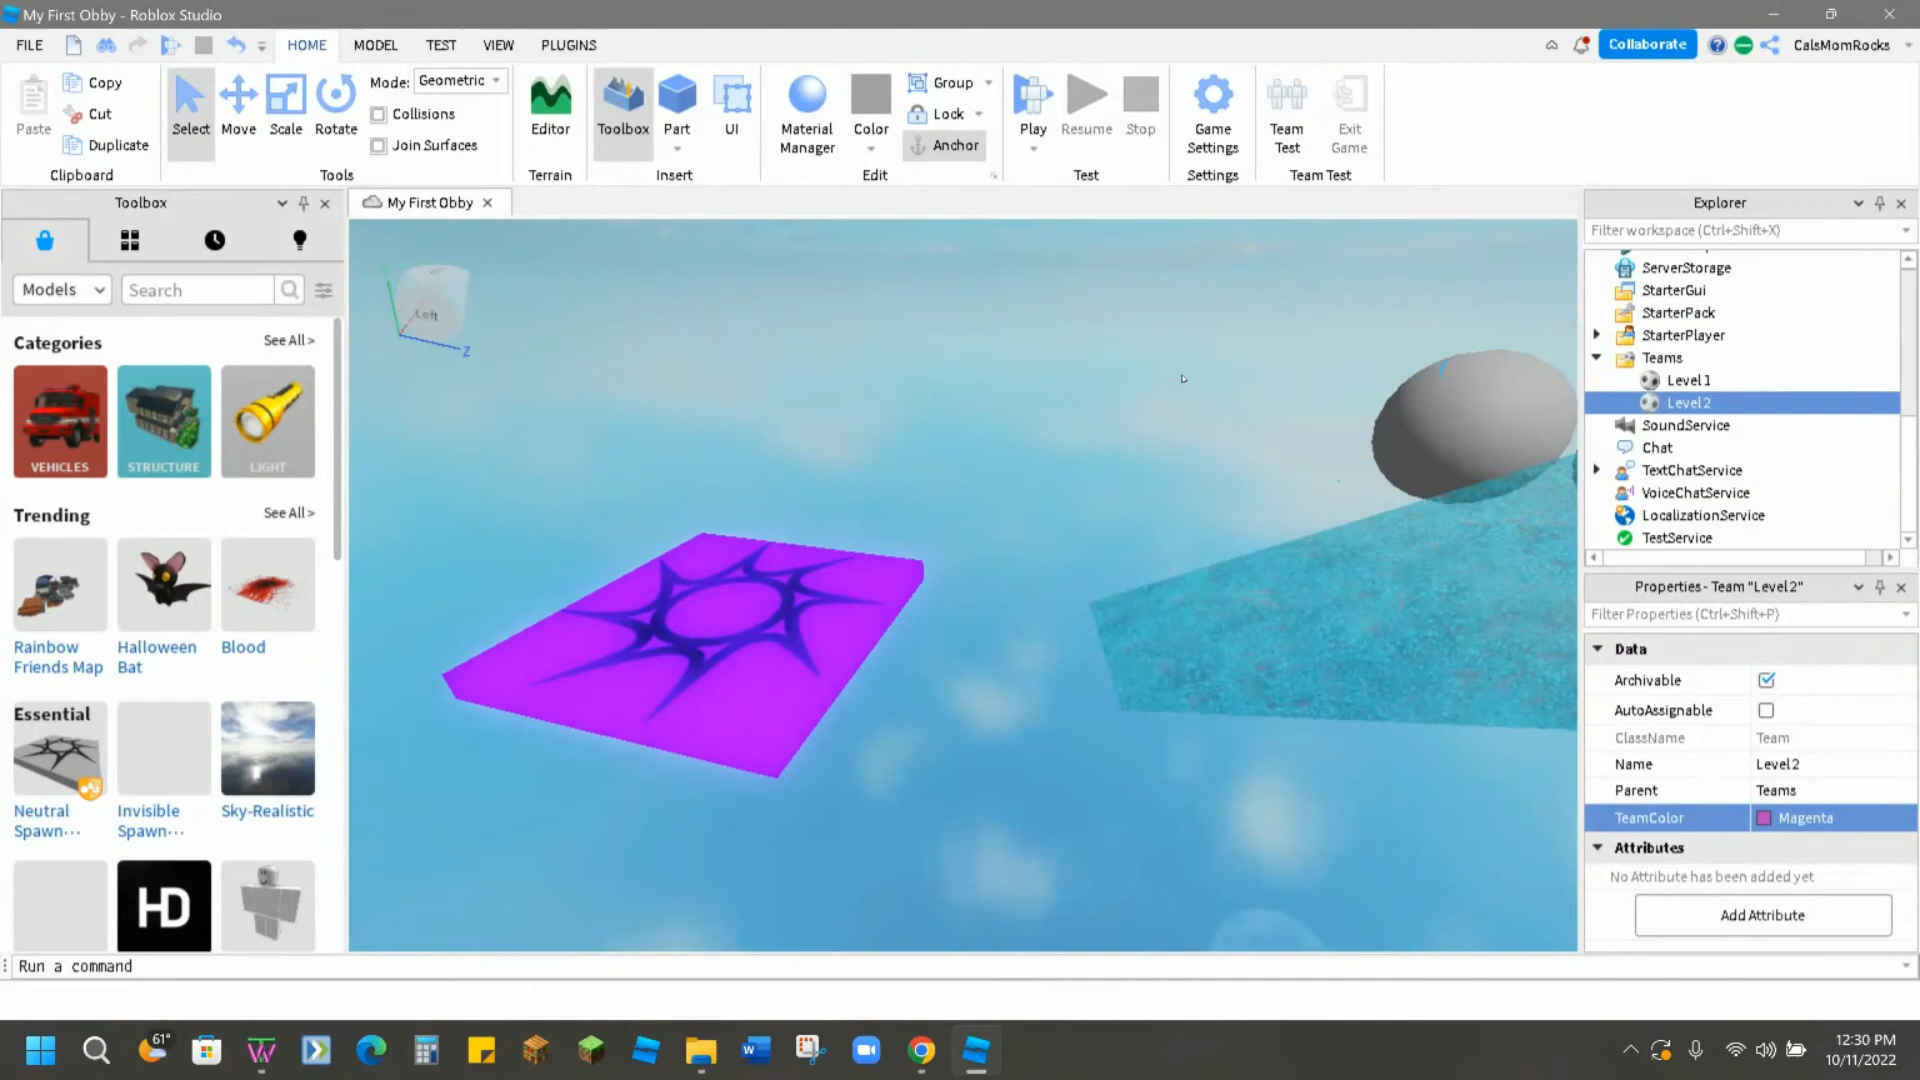 My First Obby - Roblox Studio
FILE HOME MODEL TEST VIEW PLUGINS Collaborate CalsMomRocks
Paste Copy Cut Duplicate Clipboard
Select Move Scale Rotate Mode: Geometric Collisions Join Surfaces Tools
Editor Terrain
Toolbox Part UI Insert
Material Manager Color Group Lock Anchor Edit
Play Resume Stop Test
Game Settings Settings
Team Test Exit Game Team Test
Toolbox
My First Obby
Models Search
Categories See All >
VEHICLES STRUCTURE LIGHT
Trending See All >
Rainbow Friends Map
Halloween Bat
Blood
Essential
Neutral Spawn...
Invisible Spawn...
Sky-Realistic
HD
Left
Z
Explorer
Filter workspace (Ctrl+Shift+X)
ServerStorage
StarterGui
StarterPack
StarterPlayer
Teams
Level1
Level2
SoundService
Chat
TextChatService
VoiceChatService
LocalizationService
TestService
Properties - Team "Level2"
Filter Properties (Ctrl+Shift+P)
Data
Archivable
AutoAssignable
ClassName Team
Name Level2
Parent Teams
TeamColor Magenta
Attributes
No Attribute has been added yet
Add Attribute
Run a command
61°
12:30 PM
10/11/2022